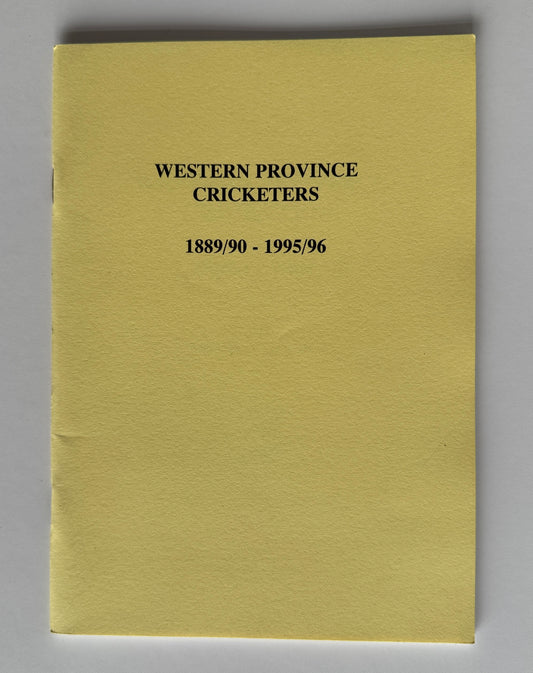 WESTERN PROVINCE
CRICKETERS
1889/90 - 1995/96